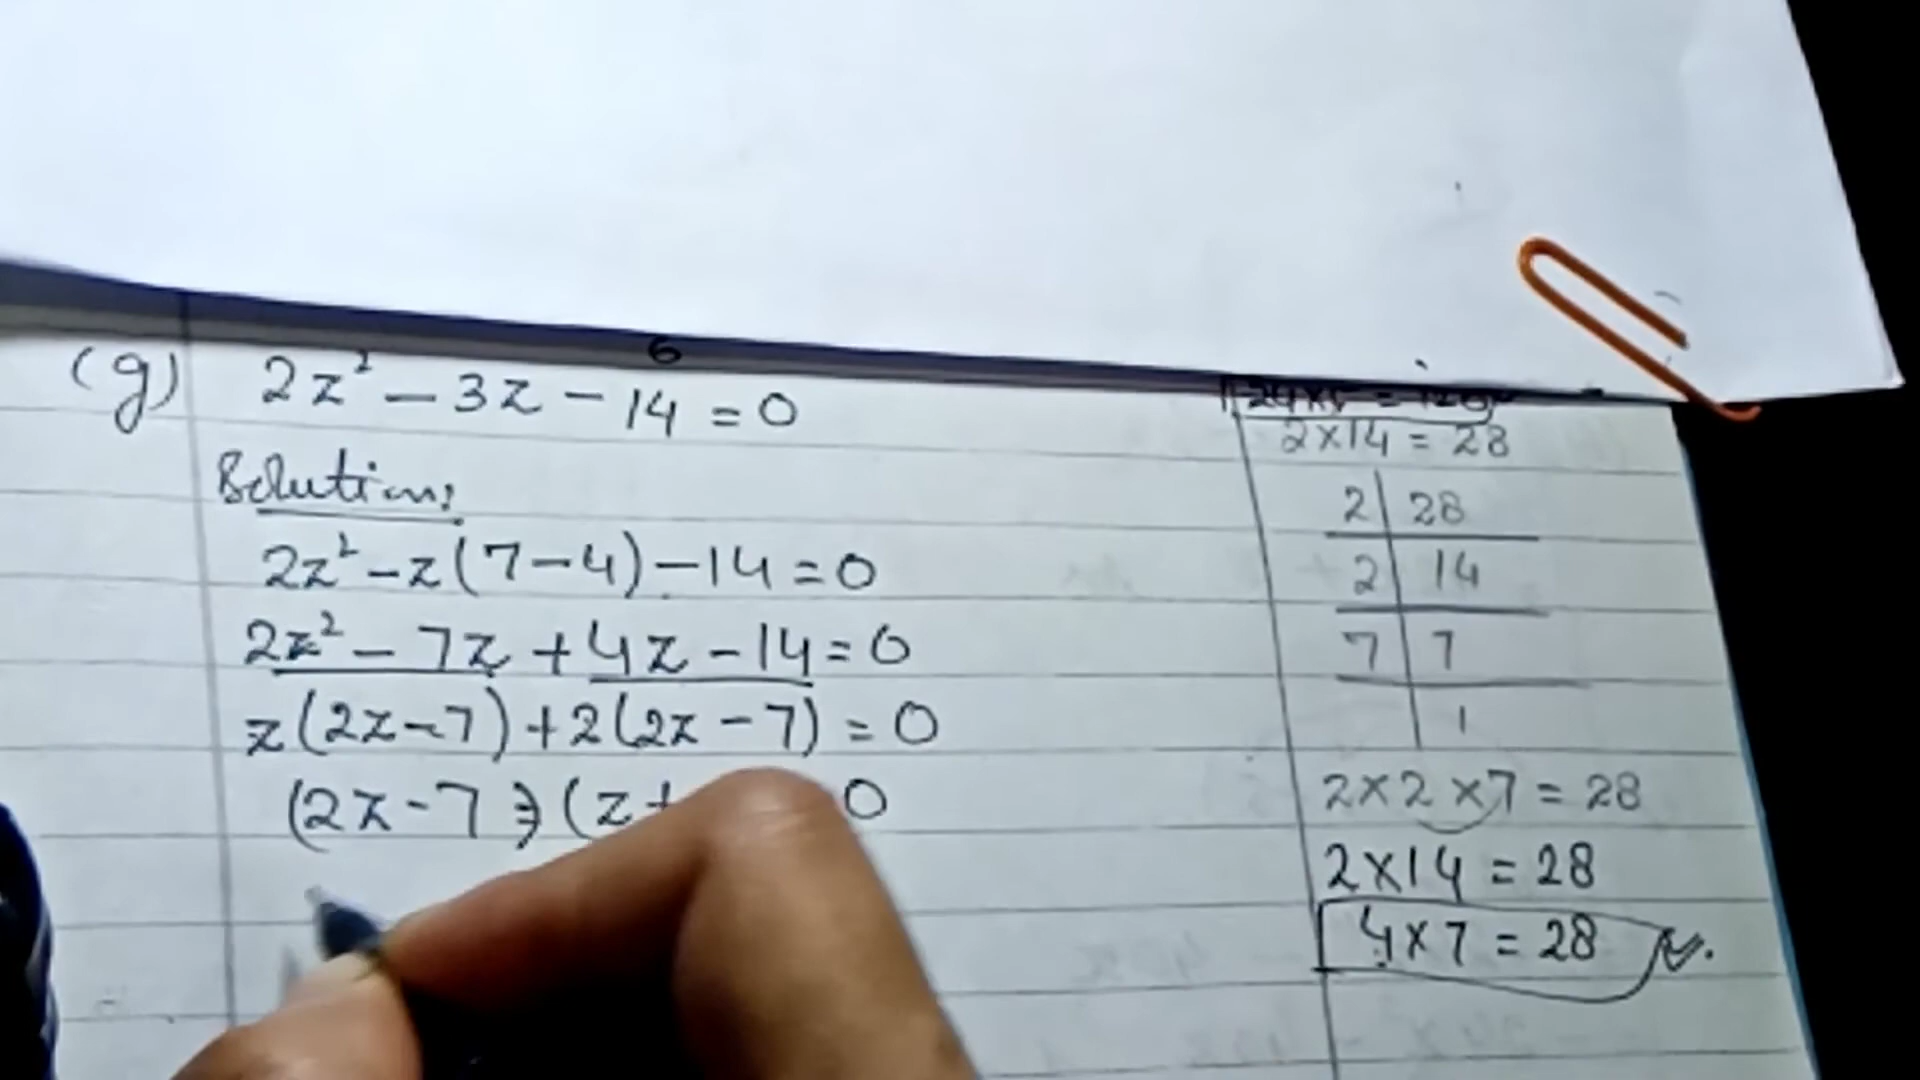 (g) 2z² - 3z - 14 = 0
Solution:
2z² - z(7-4) - 14 = 0
2z² - 7z + 4z - 14 = 0
z(2z-7) + 2(2z-7) = 0
(2z-7) (z+ 0
6
2×14 = 28
2 | 28
2 | 14
7 | 7
1
2×2×7 = 28
2×14 = 28
4×7 = 28